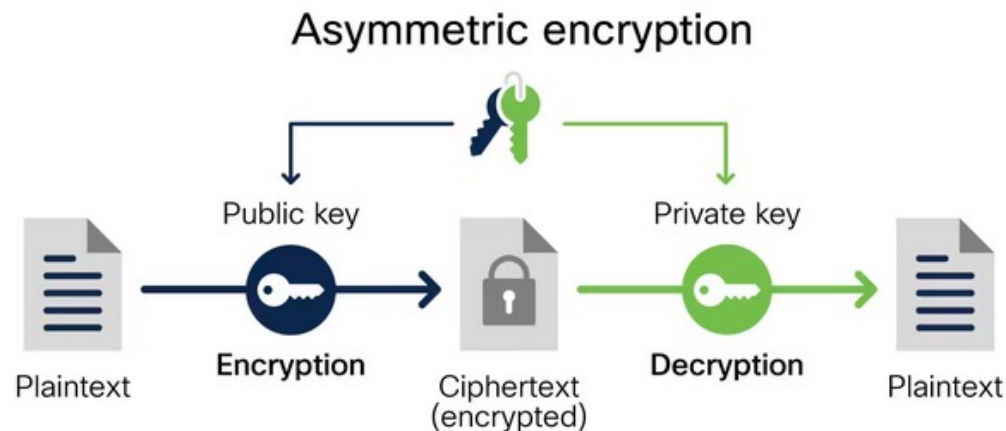 Asymmetric encryption
Public key
Private key
Encryption
Decryption
Plaintext
Ciphertext
(encrypted)
Plaintext